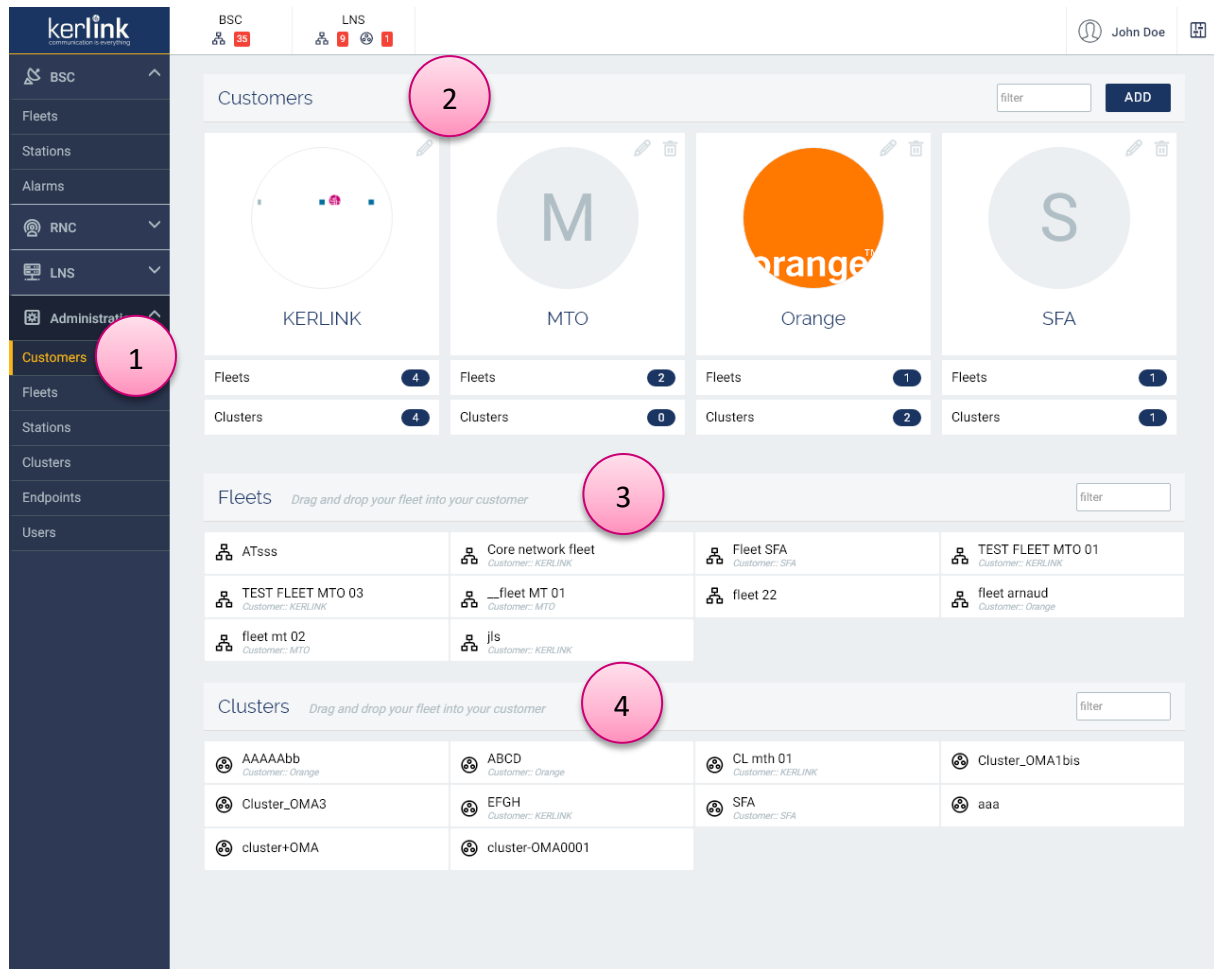 kerlink
communication is everything
BSC
35
LNS
9 1
John Doe
BSC
Fleets
Stations
Alarms
RNC
LNS
Administrati
Customers
1
Fleets
Stations
Clusters
Endpoints
Users
Customers
2
filter
ADD
M
orange
TM
S
KERLINK
MTO
Orange
SFA
Fleets 4
Fleets 2
Fleets 1
Fleets 1
Clusters 4
Clusters 0
Clusters 2
Clusters 1
Fleets Drag and drop your fleet into your customer
3
filter
ATsss
Core network fleet
Customer:: KERLINK
Fleet SFA
Customer:: SFA
TEST FLEET MTO 01
Customer:: KERLINK
TEST FLEET MTO 03
Customer:: KERLINK
__fleet MT 01
Customer:: MTO
fleet 22
fleet arnaud
Customer:: Orange
fleet mt 02
Customer:: MTO
jls
Customer:: KERLINK
Clusters Drag and drop your fleet into your customer
4
filter
AAAAAbb
Customer:: Orange
ABCD
Customer:: Orange
CL mth 01
Customer:: KERLINK
Cluster_OMA1bis
Cluster_OMA3
EFGH
Customer:: KERLINK
SFA
Customer:: SFA
aaa
cluster+OMA
cluster-OMA0001